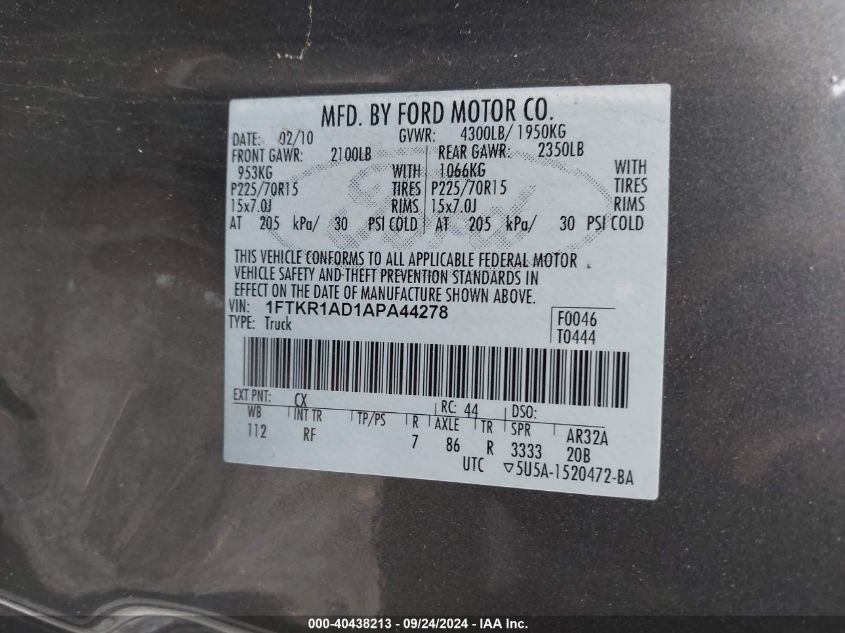 MFD. BY FORD MOTOR CO.
DATE: 02/10 GVWR: 4300LB/ 1950KG
FRONT GAWR: 2100LB REAR GAWR: 2350LB
953KG WITH 1066KG WITH
P225/70R15 TIRES P225/70R15 TIRES
15x7.0J RIMS 15x7.0J RIMS
AT 205 kPa/ 30 PSI COLD AT 205 kPa/ 30 PSI COLD
THIS VEHICLE CONFORMS TO ALL APPLICABLE FEDERAL MOTOR
VEHICLE SAFETY AND THEFT PREVENTION STANDARDS IN
EFFECT ON THE DATE OF MANUFACTURE SHOWN ABOVE.
VIN: 1FTKR1AD1APA44278 F0046
TYPE: Truck T0444
EXT PNT: CX RC: 44 DSO:
WB INT TR TP/PS R AXLE TR SPR AR32A
112 RF 7 86 R 3333 20B
UTC ▽5U5A-1520472-BA
Ford
000-40438213 - 09/24/2024 - IAA Inc.